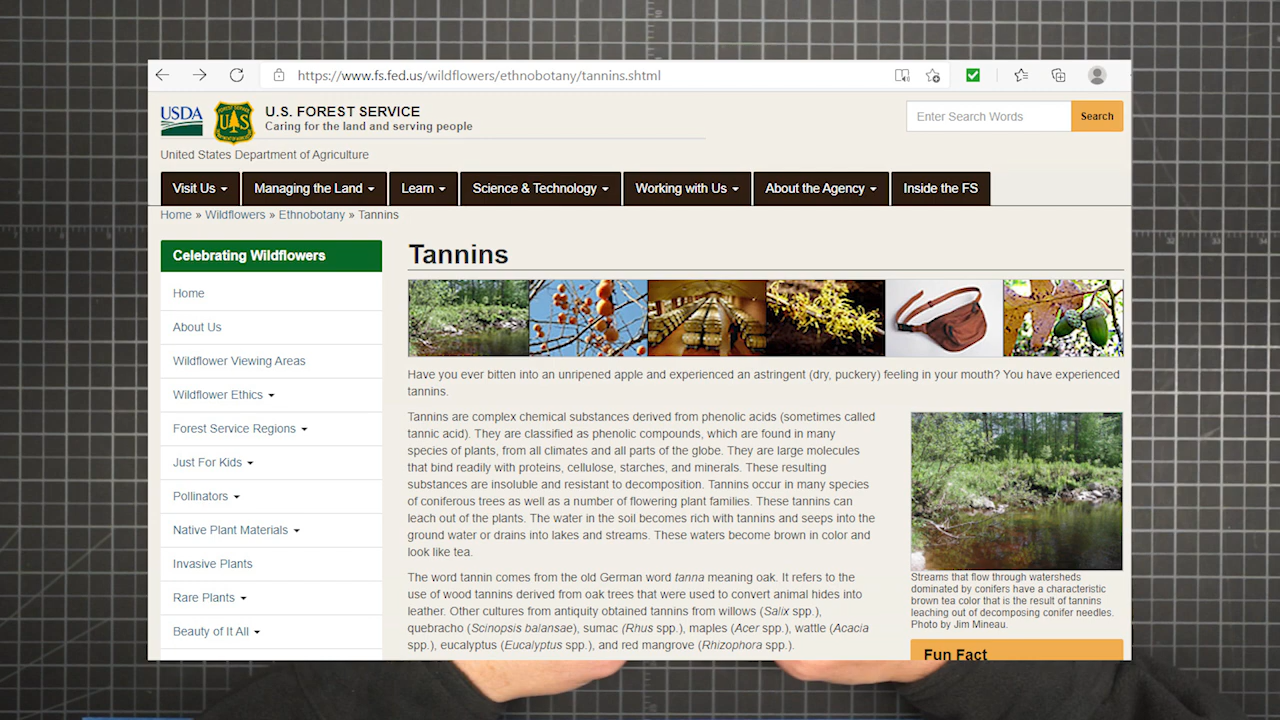 https://www.fs.fed.us/wildflowers/ethnobotany/tannins.shtml
USDA
FOREST SERVICE
U S
U.S. FOREST SERVICE
Caring for the land and serving people
Enter Search Words
Search
United States Department of Agriculture
Visit Us
Managing the Land
Learn
Science & Technology
Working with Us
About the Agency
Inside the FS
Home » Wildflowers » Ethnobotany » Tannins
Celebrating Wildflowers
Home
About Us
Wildflower Viewing Areas
Wildflower Ethics
Forest Service Regions
Just For Kids
Pollinators
Native Plant Materials
Invasive Plants
Rare Plants
Beauty of It All
Tannins
Have you ever bitten into an unripened apple and experienced an astringent (dry, puckery) feeling in your mouth? You have experienced
tannins.
Tannins are complex chemical substances derived from phenolic acids (sometimes called
tannic acid). They are classified as phenolic compounds, which are found in many
species of plants, from all climates and all parts of the globe. They are large molecules
that bind readily with proteins, cellulose, starches, and minerals. These resulting
substances are insoluble and resistant to decomposition. Tannins occur in many species
of coniferous trees as well as a number of flowering plant families. These tannins can
leach out of the plants. The water in the soil becomes rich with tannins and seeps into the
ground water or drains into lakes and streams. These waters become brown in color and
look like tea.
The word tannin comes from the old German word tanna meaning oak. It refers to the
use of wood tannins derived from oak trees that were used to convert animal hides into
leather. Other cultures from antiquity obtained tannins from willows (Salix spp.),
quebracho (Scinopsis balansae), sumac (Rhus spp.), maples (Acer spp.), wattle (Acacia
spp.), eucalyptus (Eucalyptus spp.), and red mangrove (Rhizophora spp.).
Streams that flow through watersheds
dominated by conifers have a characteristic
brown tea color that is the result of tannins
leaching out of decomposing conifer needles.
Photo by Jim Mineau.
Fun Fact